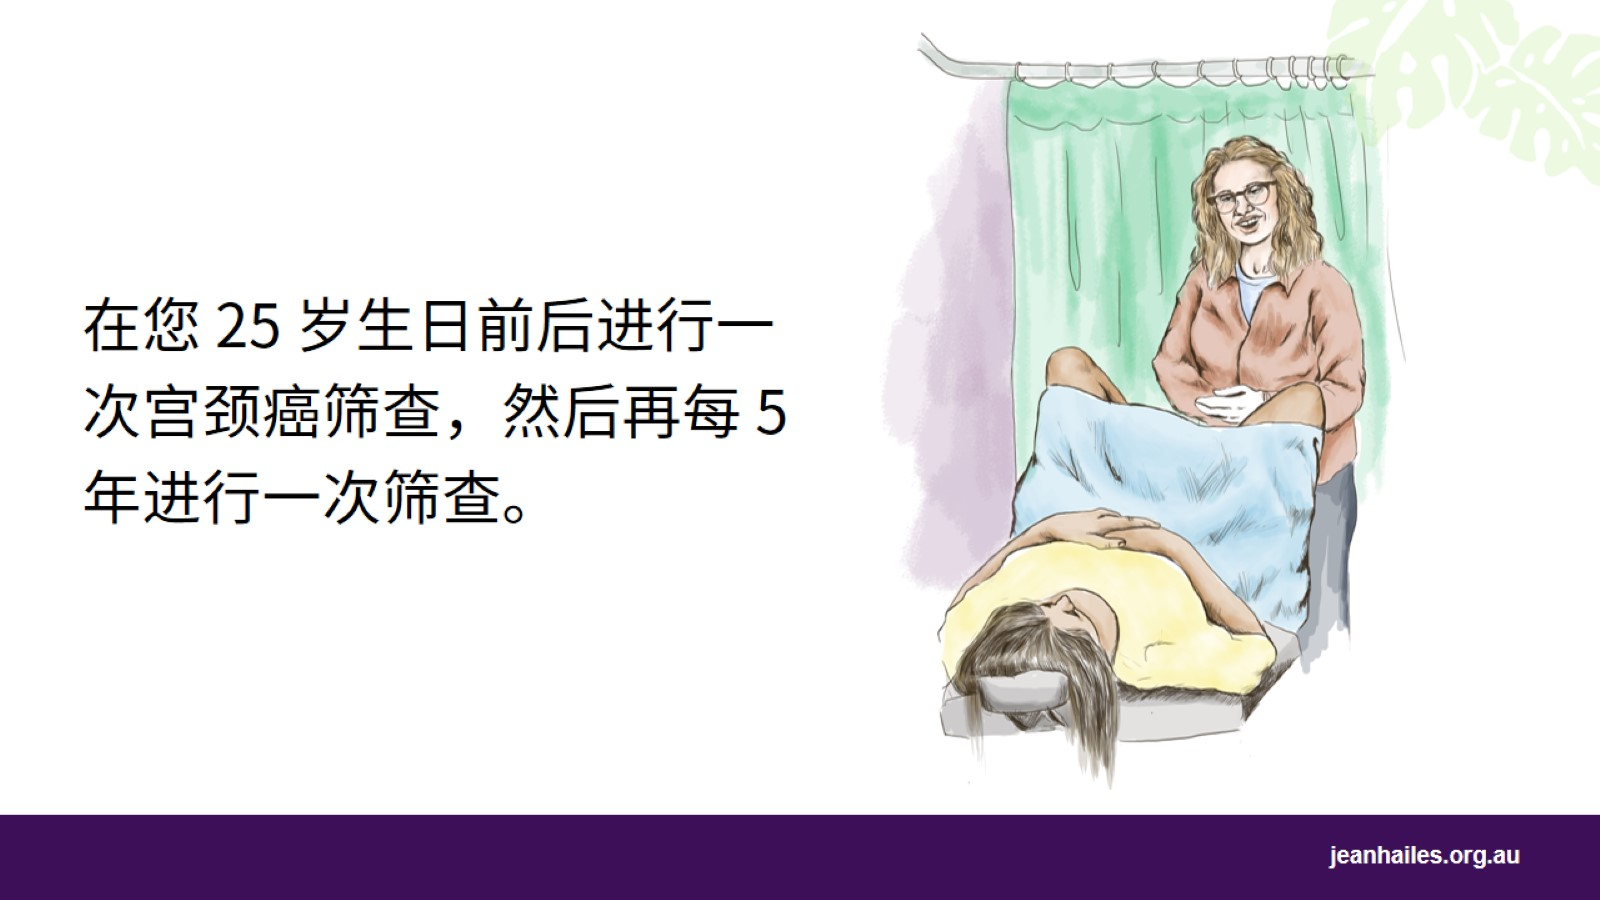 在您 25 岁生日前后进行一
次宫颈癌筛查，然后再每 5
年进行一次筛查。
jeanhailes.org.au